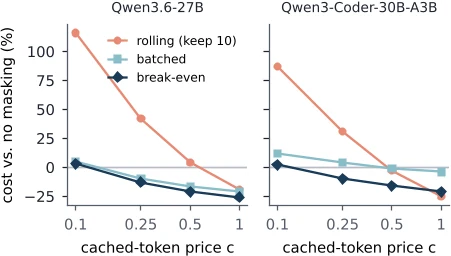 Qwen3.6-27B
Qwen3-Coder-30B-A3B
cost vs. no masking (%)
100
75
50
25
0
−25
rolling (keep 10)
batched
break-even
0.1 0.25 0.5 1
0.1 0.25 0.5 1
cached-token price c
cached-token price c